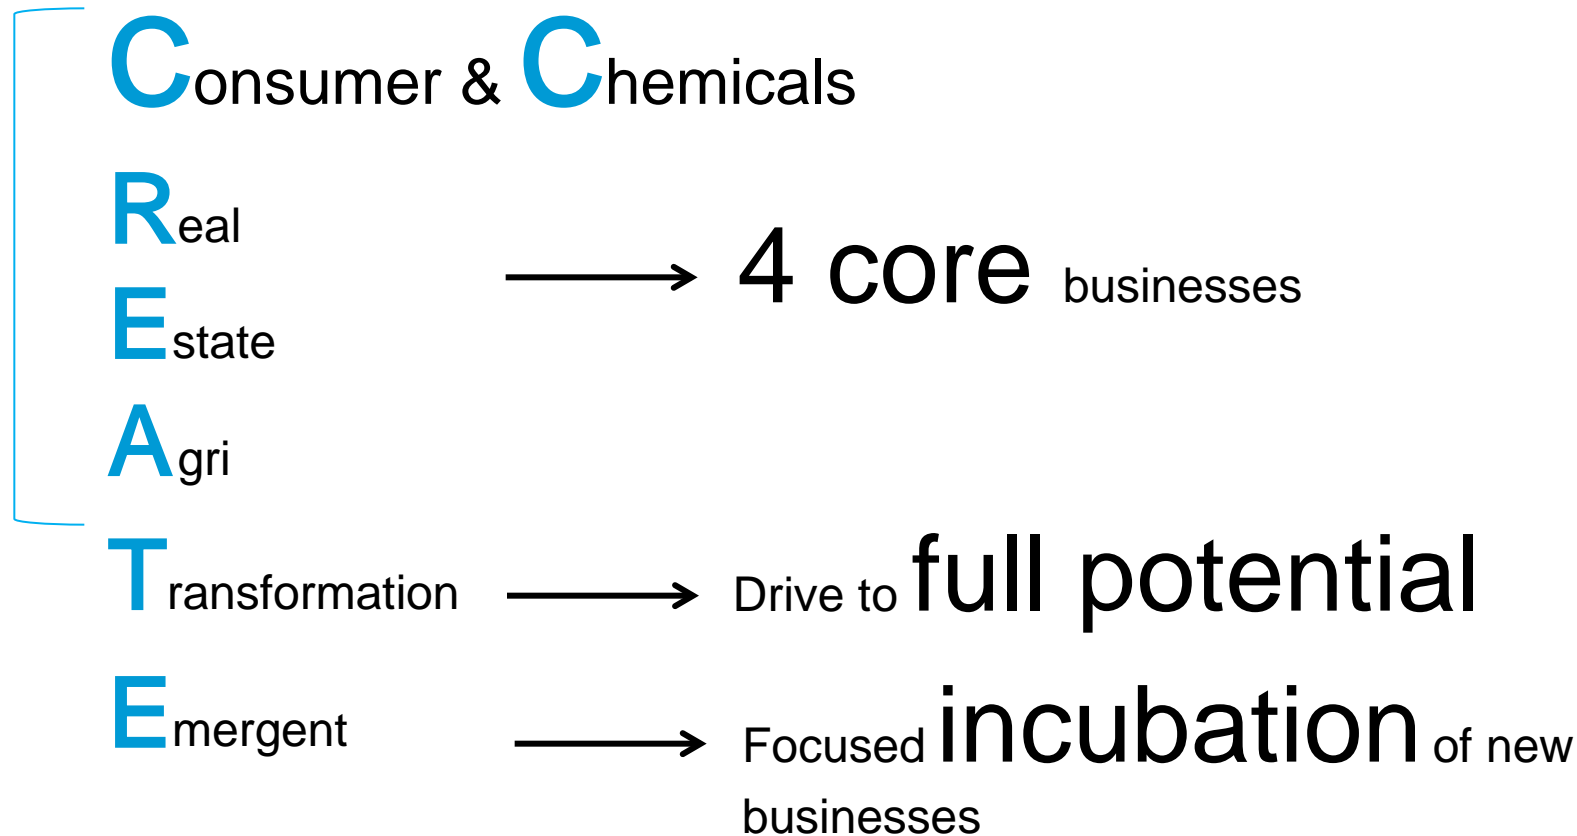 Consumer & Chemicals
Real
4 core businesses
Estate
Agri
Transformation
Drive to full potential
Emergent
Focused incubation of new
businesses